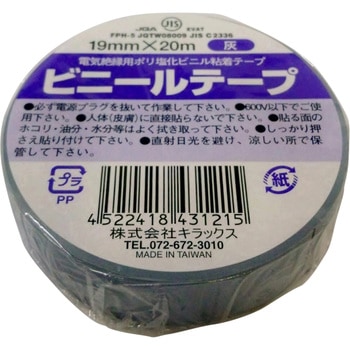 JQA JIS EVAT
FPR-5 JQTW08009 JIS C 2336
19mm×20m 灰
電気絶縁用ポリ塩化ビニル粘着テープ
ビニールテープ
●必ず電源プラグを抜いて作業して下さい。●600V以下でご使
用下さい。●人体(皮膚)に直接貼らないで下さい。●貼る面の
ホコリ・油分・水分等はよく拭き取って下さい。●しっかり押
さえ貼り付けて下さい。●直射日光を避け、涼しい所で保
管して下さい。
プラ
PP
紙
4522418431215
株式会社キラックス
TEL.072-672-3010
MADE IN TAIWAN